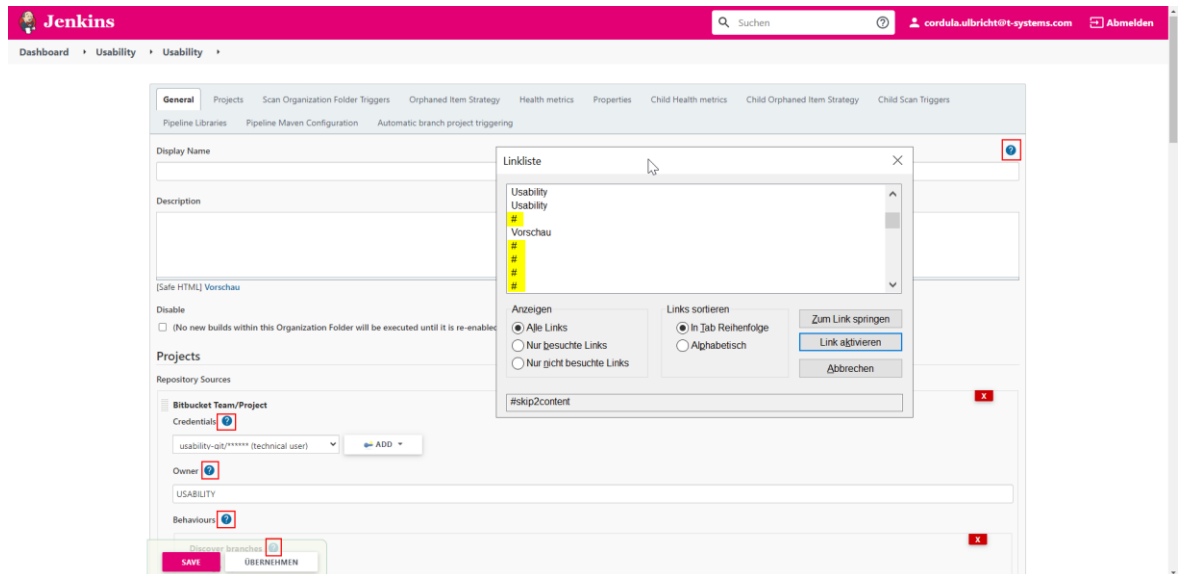 Jenkins
Suchen
cordula.ulbricht@t-systems.com
Abmelden
Dashboard
Usability
Usability
General Projects Scan Organization Folder Triggers Orphaned Item Strategy Health metrics Properties Child Health metrics Child Orphaned Item Strategy Child Scan Triggers
Pipeline Libraries Pipeline Maven Configuration Automatic branch project triggering
Display Name
?
Description
[Safe HTML] Vorschau
Disable
(No new builds within this Organization Folder will be executed until it is re-enabled
Projects
Repository Sources
Bitbucket Team/Project
X
Credentials ?
usability-git/****** (technical user)
ADD
Owner ?
USABILITY
Behaviours ?
Discover branches ?
X
SAVE
ÜBERNEHMEN
Linkliste
Usability
Usability
#
Vorschau
#
#
#
#
Anzeigen
Alle Links
Nur besuchte Links
Nur nicht besuchte Links
Links sortieren
In Tab Reihenfolge
Alphabetisch
Zum Link springen
Link aktivieren
Abbrechen
#skip2content